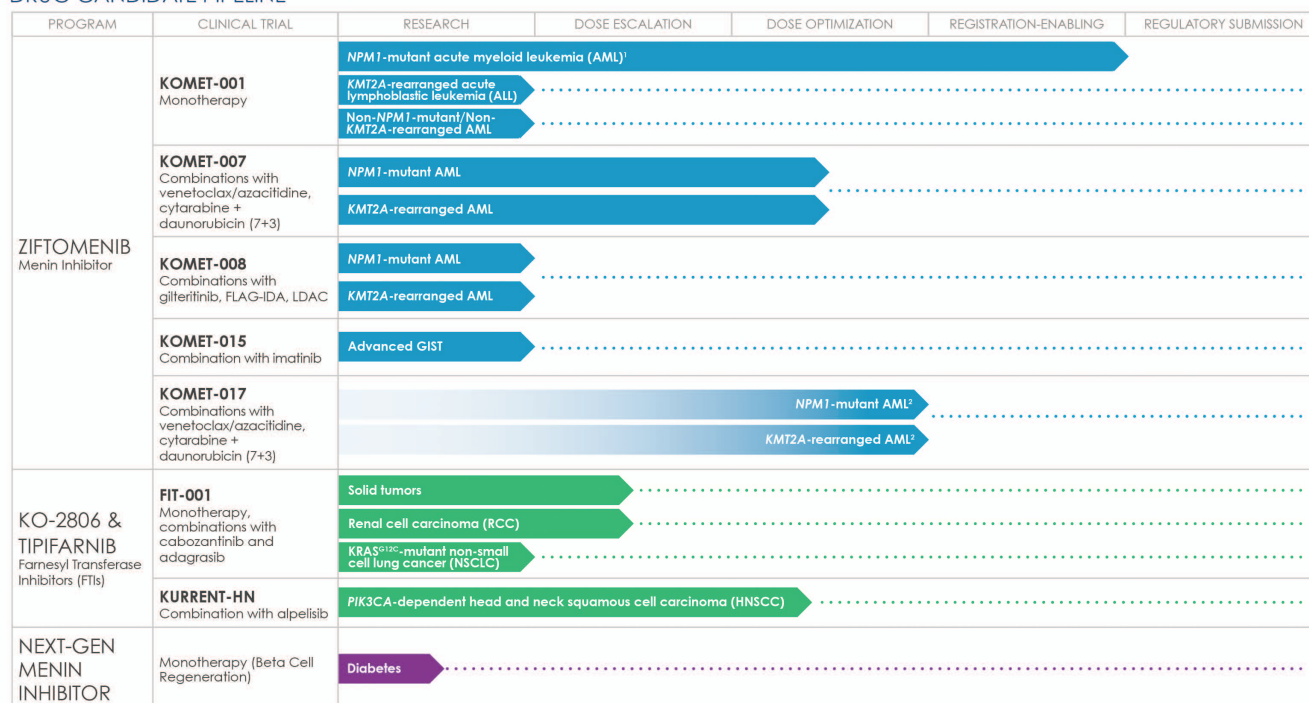 DRUG CANDIDATE PIPELINE
PROGRAM
CLINICAL TRIAL
RESEARCH
DOSE ESCALATION
DOSE OPTIMIZATION
REGISTRATION-ENABLING
REGULATORY SUBMISSION
ZIFTOMENIB
Menin Inhibitor
KOMET-001
Monotherapy
NPM1-mutant acute myeloid leukemia (AML)¹
KMT2A-rearranged acute
lymphoblastic leukemia (ALL)
Non-NPM1-mutant/Non-
KMT2A-rearranged AML
KOMET-007
Combinations with
venetoclax/azacitidine,
cytarabine +
daunorubicin (7+3)
NPM1-mutant AML
KMT2A-rearranged AML
KOMET-008
Combinations with
gilteritinib, FLAG-IDA, LDAC
NPM1-mutant AML
KMT2A-rearranged AML
KOMET-015
Combination with imatinib
Advanced GIST
KOMET-017
Combinations with
venetoclax/azacitidine,
cytarabine +
daunorubicin (7+3)
NPM1-mutant AML²
KMT2A-rearranged AML²
KO-2806 &
TIPIFARNIB
Farnesyl Transferase
Inhibitors (FTIs)
FIT-001
Monotherapy,
combinations with
cabozantinib and
adagrasib
Solid tumors
Renal cell carcinoma (RCC)
KRASᴳ¹²ᶜ-mutant non-small
cell lung cancer (NSCLC)
KURRENT-HN
Combination with alpelisib
PIK3CA-dependent head and neck squamous cell carcinoma (HNSCC)
NEXT-GEN
MENIN
INHIBITOR
Monotherapy (Beta Cell
Regeneration)
Diabetes